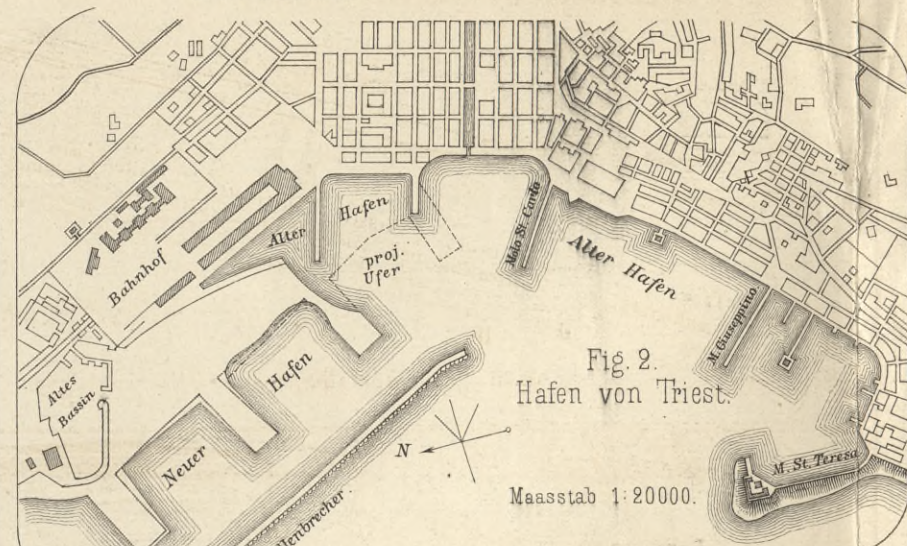 Alter
Hafen
proj.
Ufer
Bahnhof
Molo St. Carlo
Alter Hafen
M. Giuseppino.
Hafen
Altes
Bassin
Neuer
Fig. 2.
Hafen von Triest.
N
M. St. Teresa
Maasstab 1:20000.